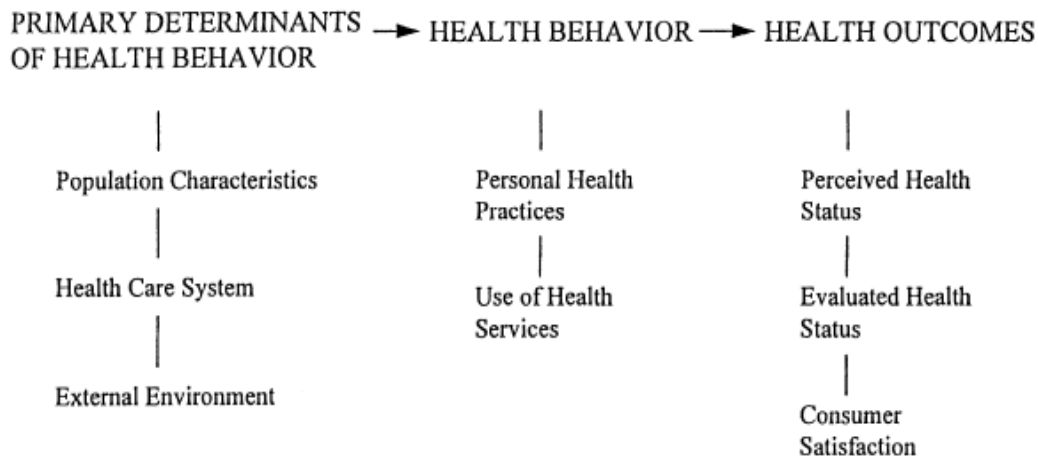 PRIMARY DETERMINANTS
OF HEALTH BEHAVIOR
HEALTH BEHAVIOR
HEALTH OUTCOMES
Population Characteristics
Health Care System
External Environment
Personal Health
Practices
Use of Health
Services
Perceived Health
Status
Evaluated Health
Status
Consumer
Satisfaction